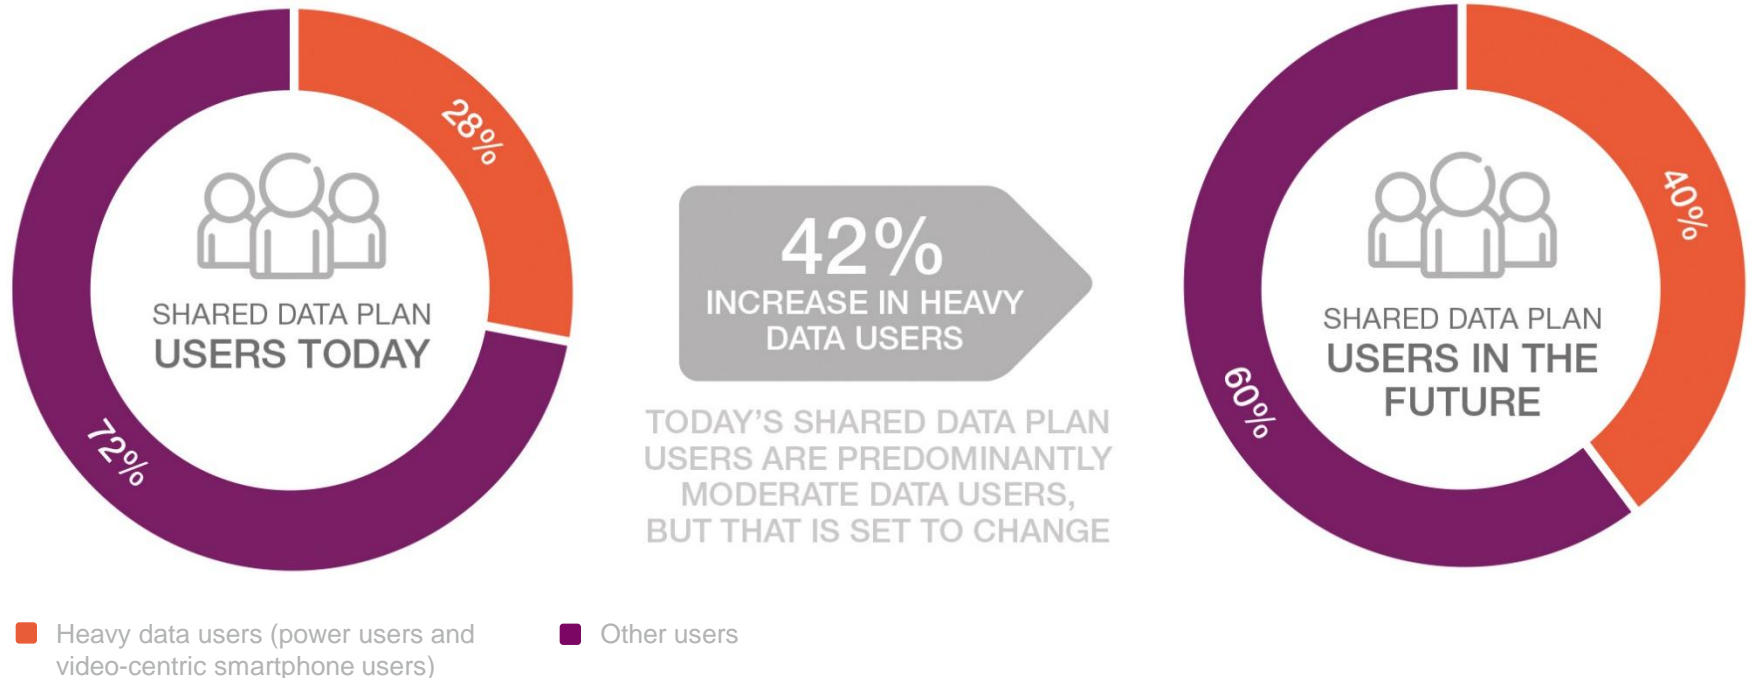 28%
72%
SHARED DATA PLAN
USERS TODAY
42%
INCREASE IN HEAVY
DATA USERS
TODAY'S SHARED DATA PLAN
USERS ARE PREDOMINANTLY
MODERATE DATA USERS,
BUT THAT IS SET TO CHANGE
40%
60%
SHARED DATA PLAN
USERS IN THE
FUTURE
Heavy data users (power users and
video-centric smartphone users)
Other users